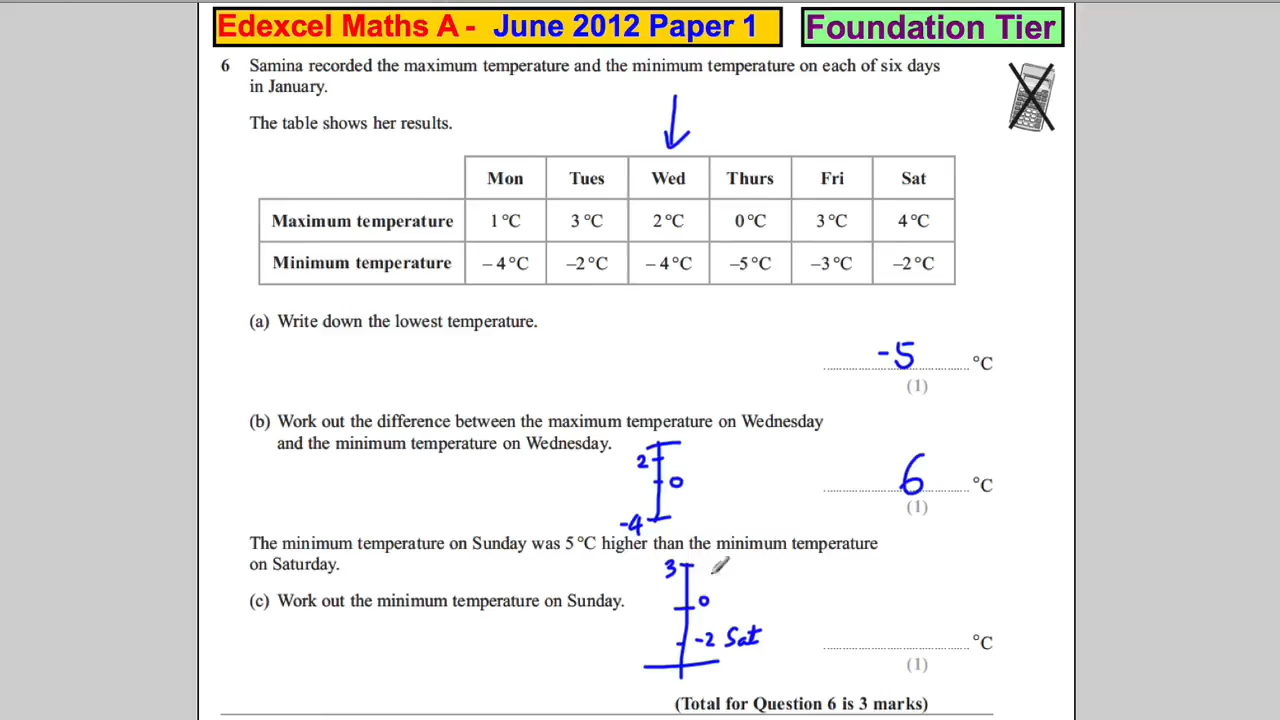 Edexcel Maths A - June 2012 Paper 1
Foundation Tier
6 Samina recorded the maximum temperature and the minimum temperature on each of six days
in January.
The table shows her results.
Mon Tues Wed Thurs Fri Sat
Maximum temperature 1 °C 3 °C 2 °C 0 °C 3 °C 4 °C
Minimum temperature – 4 °C –2 °C – 4 °C –5 °C –3 °C –2 °C
(a) Write down the lowest temperature.
-5 °C
(1)
(b) Work out the difference between the maximum temperature on Wednesday
and the minimum temperature on Wednesday.
2
0
6 °C
(1)
-4
The minimum temperature on Sunday was 5 °C higher than the minimum temperature
on Saturday.
3
(c) Work out the minimum temperature on Sunday.
0
-2 Sat
°C
(1)
(Total for Question 6 is 3 marks)